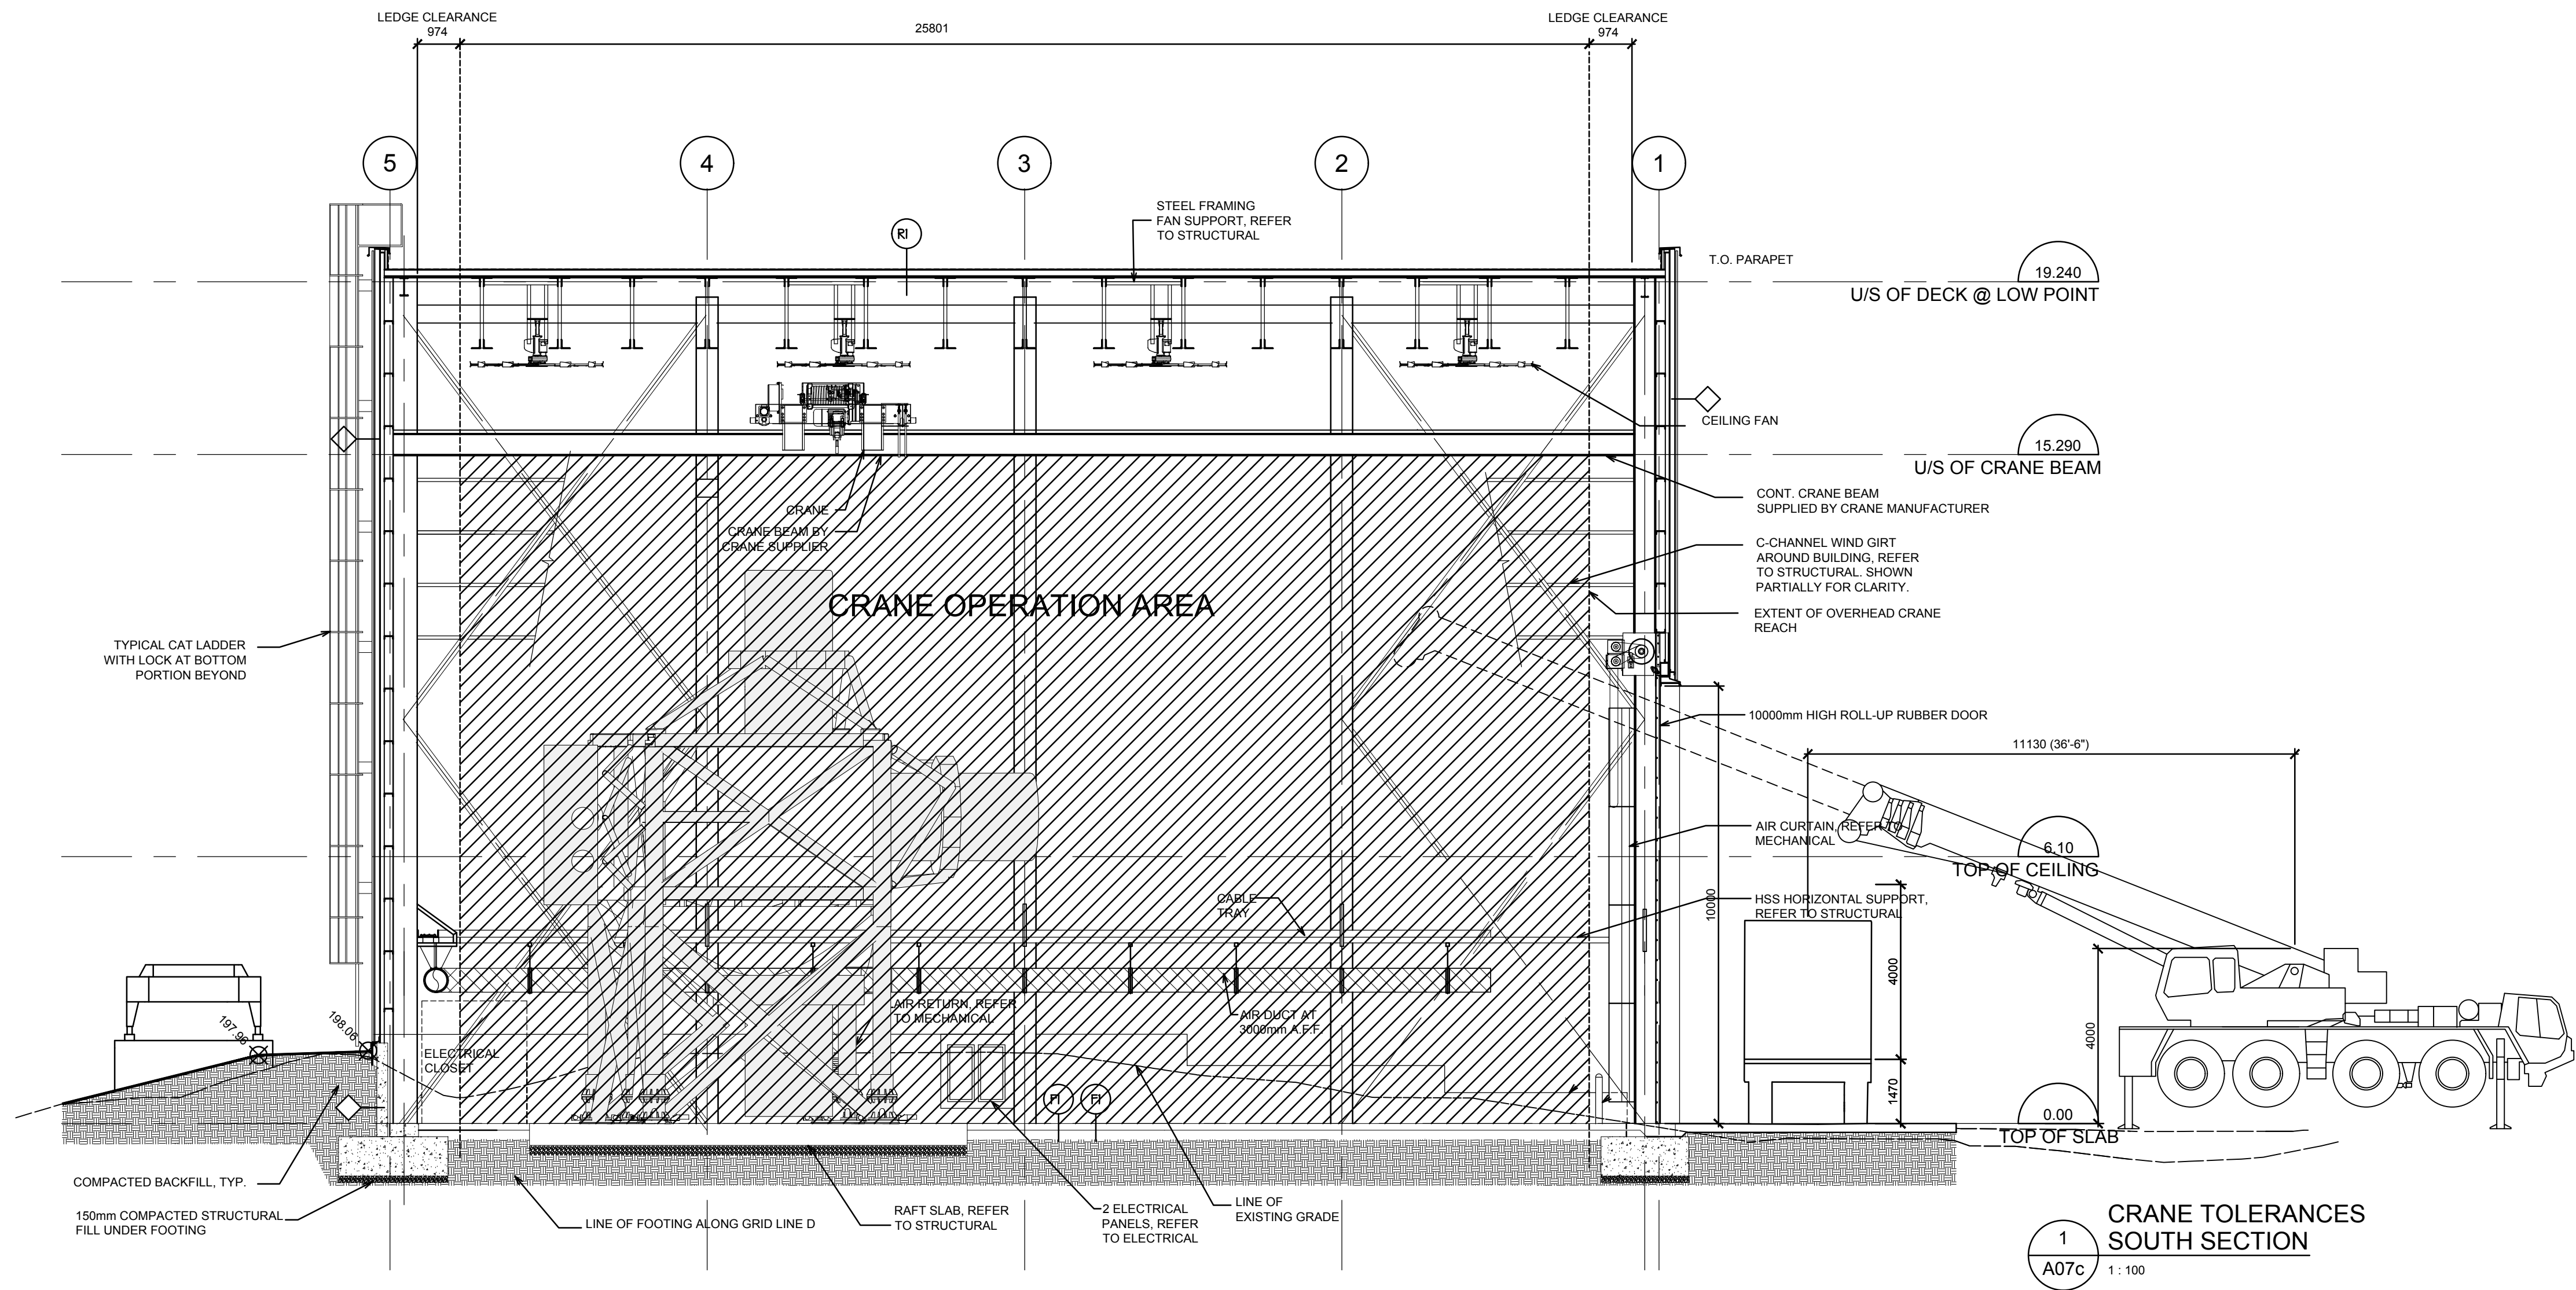 LEDGE CLEARANCE
974
25801
LEDGE CLEARANCE
974
5
4
3
2
1
STEEL FRAMING
FAN SUPPORT, REFER
TO STRUCTURAL
R1
T.O. PARAPET
19.240
U/S OF DECK @ LOW POINT
CEILING FAN
15.290
U/S OF CRANE BEAM
CONT. CRANE BEAM
SUPPLIED BY CRANE MANUFACTURER
CRANE
CRANE BEAM BY
CRANE SUPPLIER
C-CHANNEL WIND GIRT
AROUND BUILDING, REFER
TO STRUCTURAL. SHOWN
PARTIALLY FOR CLARITY.
CRANE OPERATION AREA
EXTENT OF OVERHEAD CRANE
REACH
TYPICAL CAT LADDER
WITH LOCK AT BOTTOM
PORTION BEYOND
10000mm HIGH ROLL-UP RUBBER DOOR
11130 (36'-6")
AIR CURTAIN, REFER TO
MECHANICAL
6.10
TOP OF CEILING
CABLE
TRAY
10000
HSS HORIZONTAL SUPPORT,
REFER TO STRUCTURAL
4000
4000
1470
AIR RETURN, REFER
TO MECHANICAL
AIR DUCT AT
3000mm A.F.F.
197.96
198.06
ELECTRICAL
CLOSET
F1
F1
0.00
TOP OF SLAB
COMPACTED BACKFILL, TYP.
150mm COMPACTED STRUCTURAL
FILL UNDER FOOTING
LINE OF FOOTING ALONG GRID LINE D
RAFT SLAB, REFER
TO STRUCTURAL
2 ELECTRICAL
PANELS, REFER
TO ELECTRICAL
LINE OF
EXISTING GRADE
CRANE TOLERANCES
SOUTH SECTION
1
A07c
1 : 100